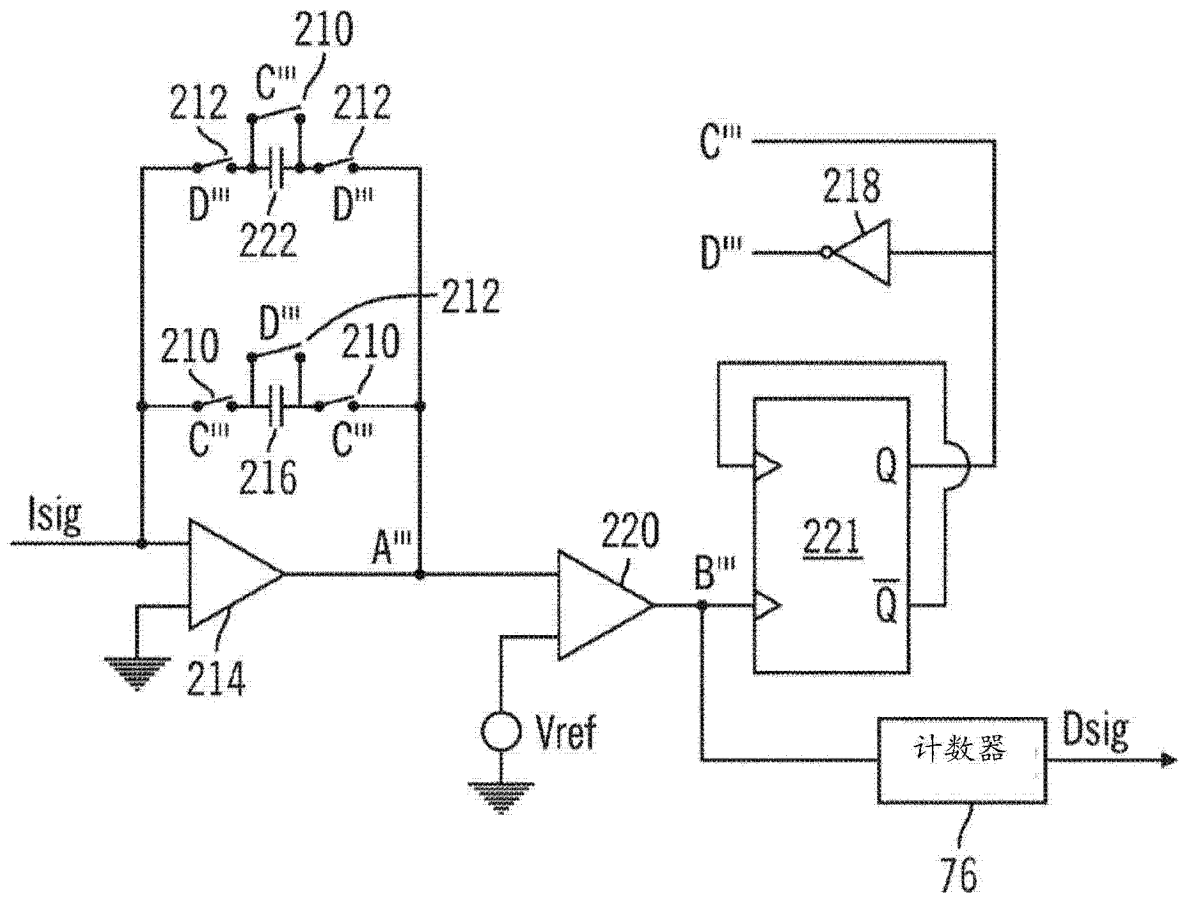 210
C'''
212
212
C'''
D'''
D'''
222
218
D'''
212
D'''
210
210
C'''
C'''
216
Q
Isig
A'''
220
B'''
221
Q̅
214
Vref
计数器
Dsig
76